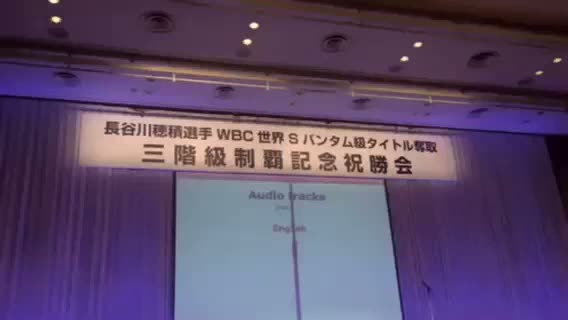 長谷川穂積選手 WBC 世界 S バンタム級タイトル奪取
三階級制覇記念祝勝会
Audio tracks
English